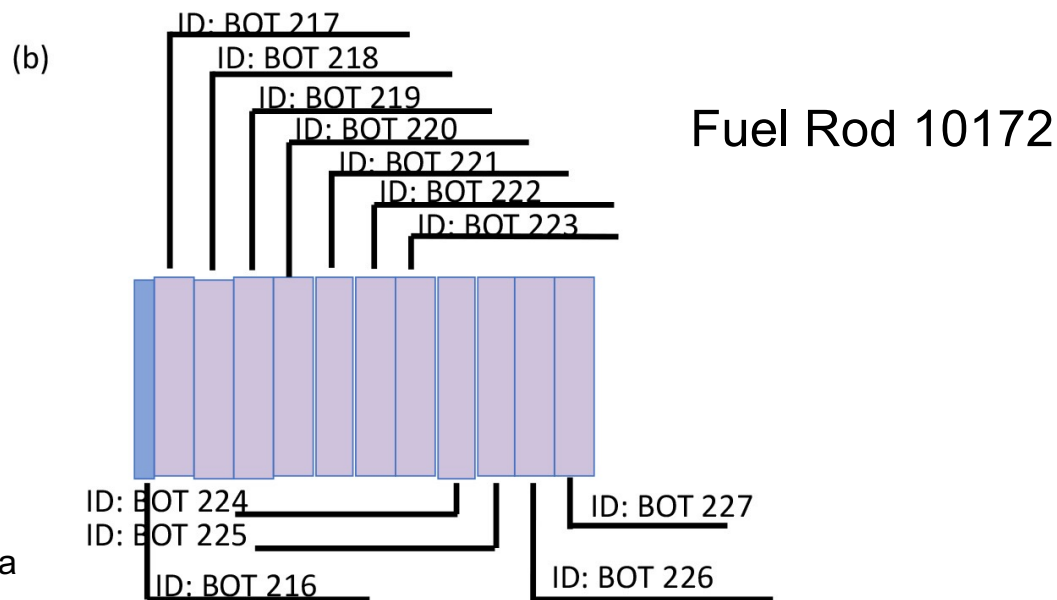 ID: BOT 217
(b)
ID: BOT 218
ID: BOT 219
Fuel Rod 10172
ID: BOT 220
ID: BOT 221
ID: BOT 222
ID: BOT 223
ID: BOT 224
ID: BOT 227
ID: BOT 225
a
ID: BOT 226
ID: BOT 216